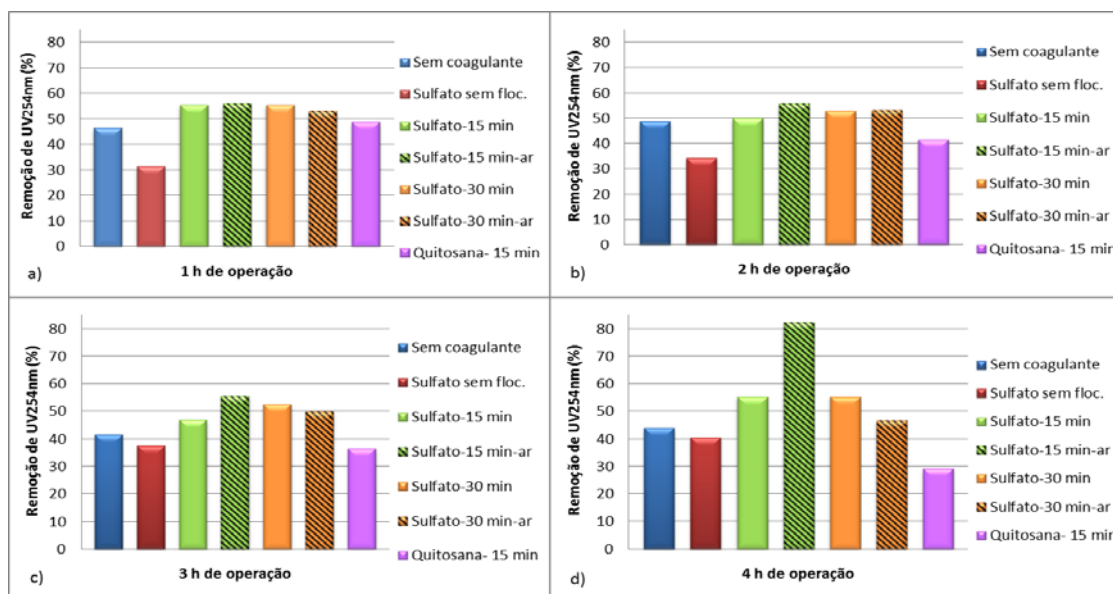 Remoção de UV254nm (%)
80
70
60
50
40
30
20
10
0
Sem coagulante
Sulfato sem floc.
Sulfato-15 min
Sulfato-15 min-ar
Sulfato-30 min
Sulfato-30 min-ar
Quitosana- 15 min
a)
1 h de operação
Remoção de UV254nm (%)
80
70
60
50
40
30
20
10
0
Sem coagulante
Sulfato sem floc.
Sulfato-15 min
Sulfato-15 min-ar
Sulfato-30 min
Sulfato-30 min-ar
Quitosana- 15 min
b)
2 h de operação
Remoção de UV254nm (%)
80
70
60
50
40
30
20
10
0
Sem coagulante
Sulfato sem floc.
Sulfato-15 min
Sulfato-15 min-ar
Sulfato-30 min
Sulfato-30 min-ar
Quitosana- 15 min
c)
3 h de operação
Remoção de UV254nm (%)
80
70
60
50
40
30
20
10
0
Sem coagulante
Sulfato sem floc.
Sulfato-15 min
Sulfato-15 min-ar
Sulfato-30 min
Sulfato-30 min-ar
Quitosana- 15 min
d)
4 h de operação